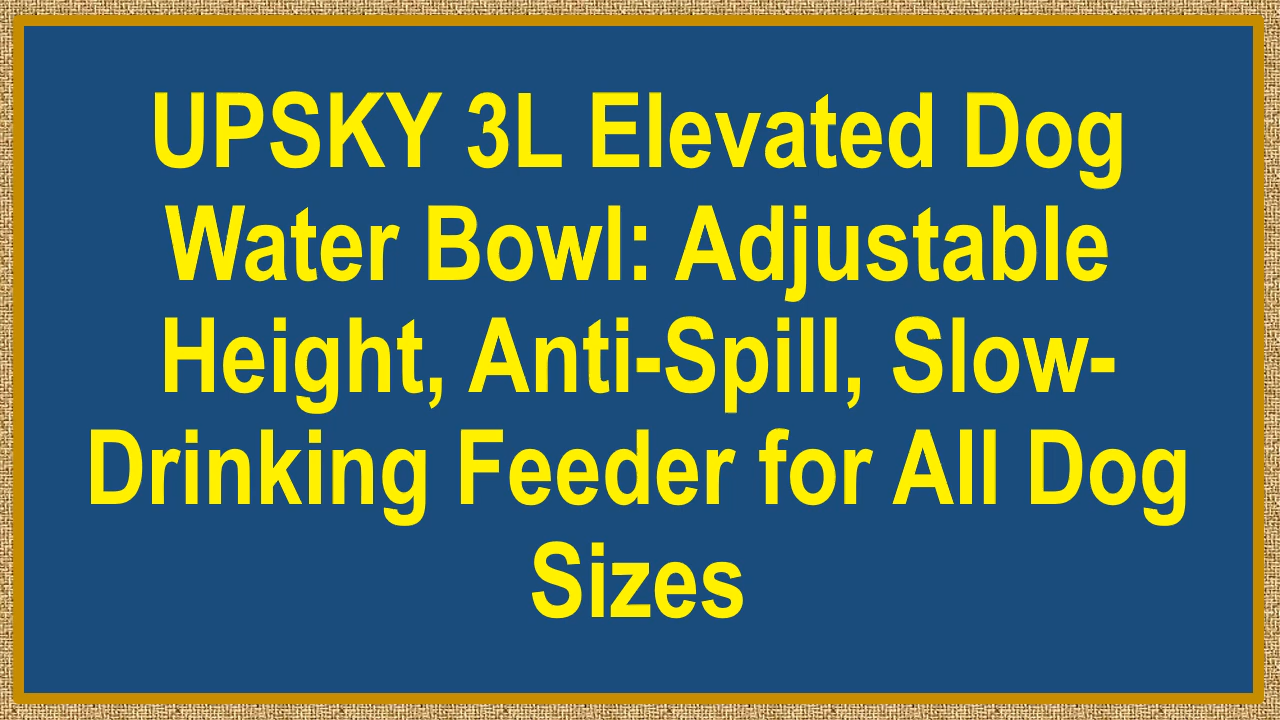 UPSKY 3L Elevated Dog
Water Bowl: Adjustable
Height, Anti-Spill, Slow-
Drinking Feeder for All Dog
Sizes